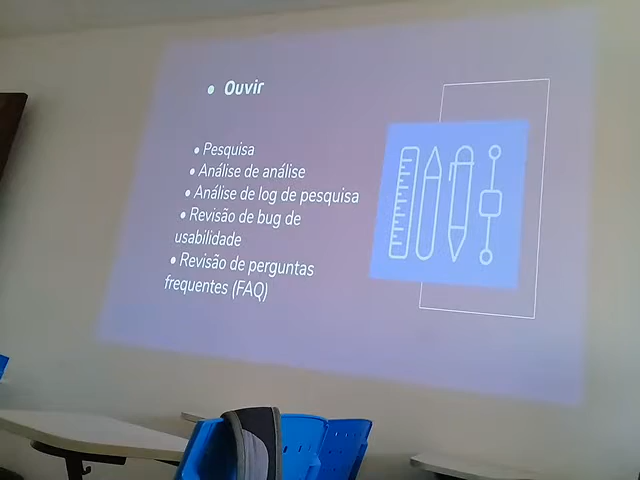 • Ouvir
• Pesquisa
• Análise de análise
• Análise de log de pesquisa
• Revisão de bug de
usabilidade
• Revisão de perguntas
frequentes (FAQ)